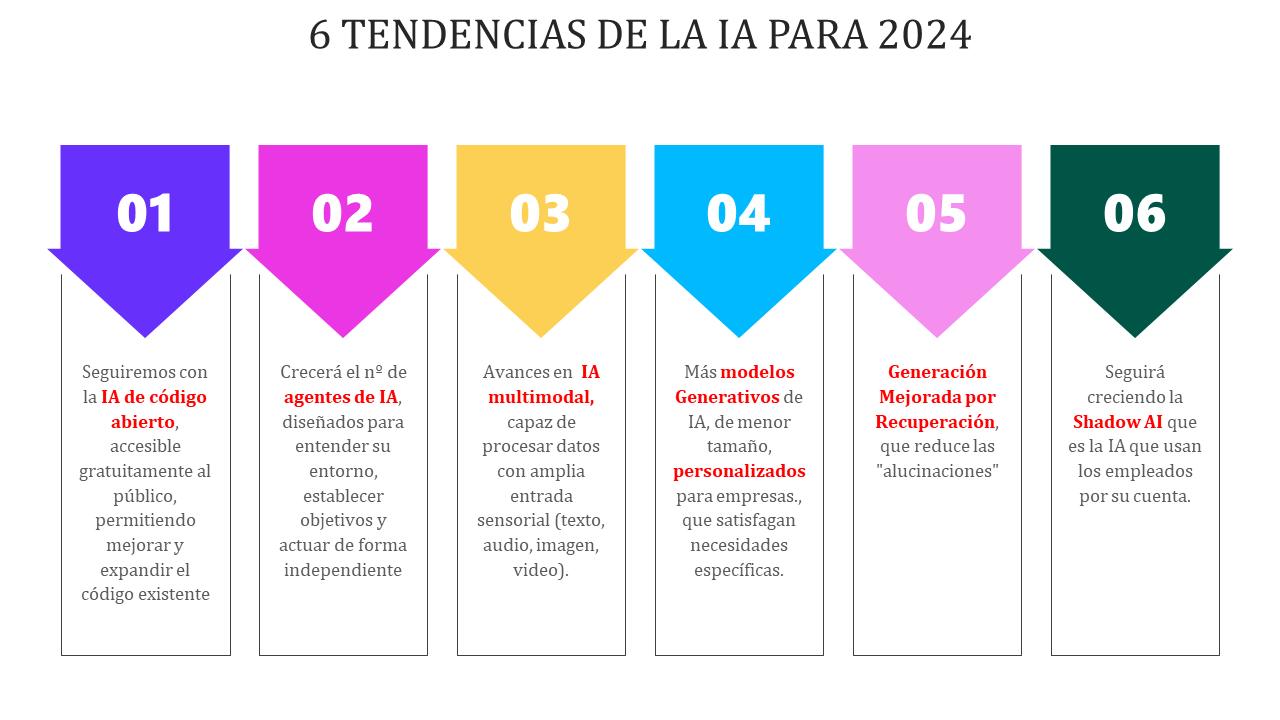 6 TENDENCIAS DE LA IA PARA 2024
01
Seguiremos con
la IA de código
abierto,
accesible
gratuitamente al
público,
permitiendo
mejorar y
expandir el
código existente
02
Crecerá el nº de
agentes de IA,
diseñados para
entender su
entorno,
establecer
objetivos y
actuar de forma
independiente
03
Avances en IA
multimodal,
capaz de
procesar datos
con amplia
entrada
sensorial (texto,
audio, imagen,
video).
04
Más modelos
Generativos de
IA, de menor
tamaño,
personalizados
para empresas.,
que satisfagan
necesidades
específicas.
05
Generación
Mejorada por
Recuperación,
que reduce las
"alucinaciones"
06
Seguirá
creciendo la
Shadow AI que
es la IA que usan
los empleados
por su cuenta.